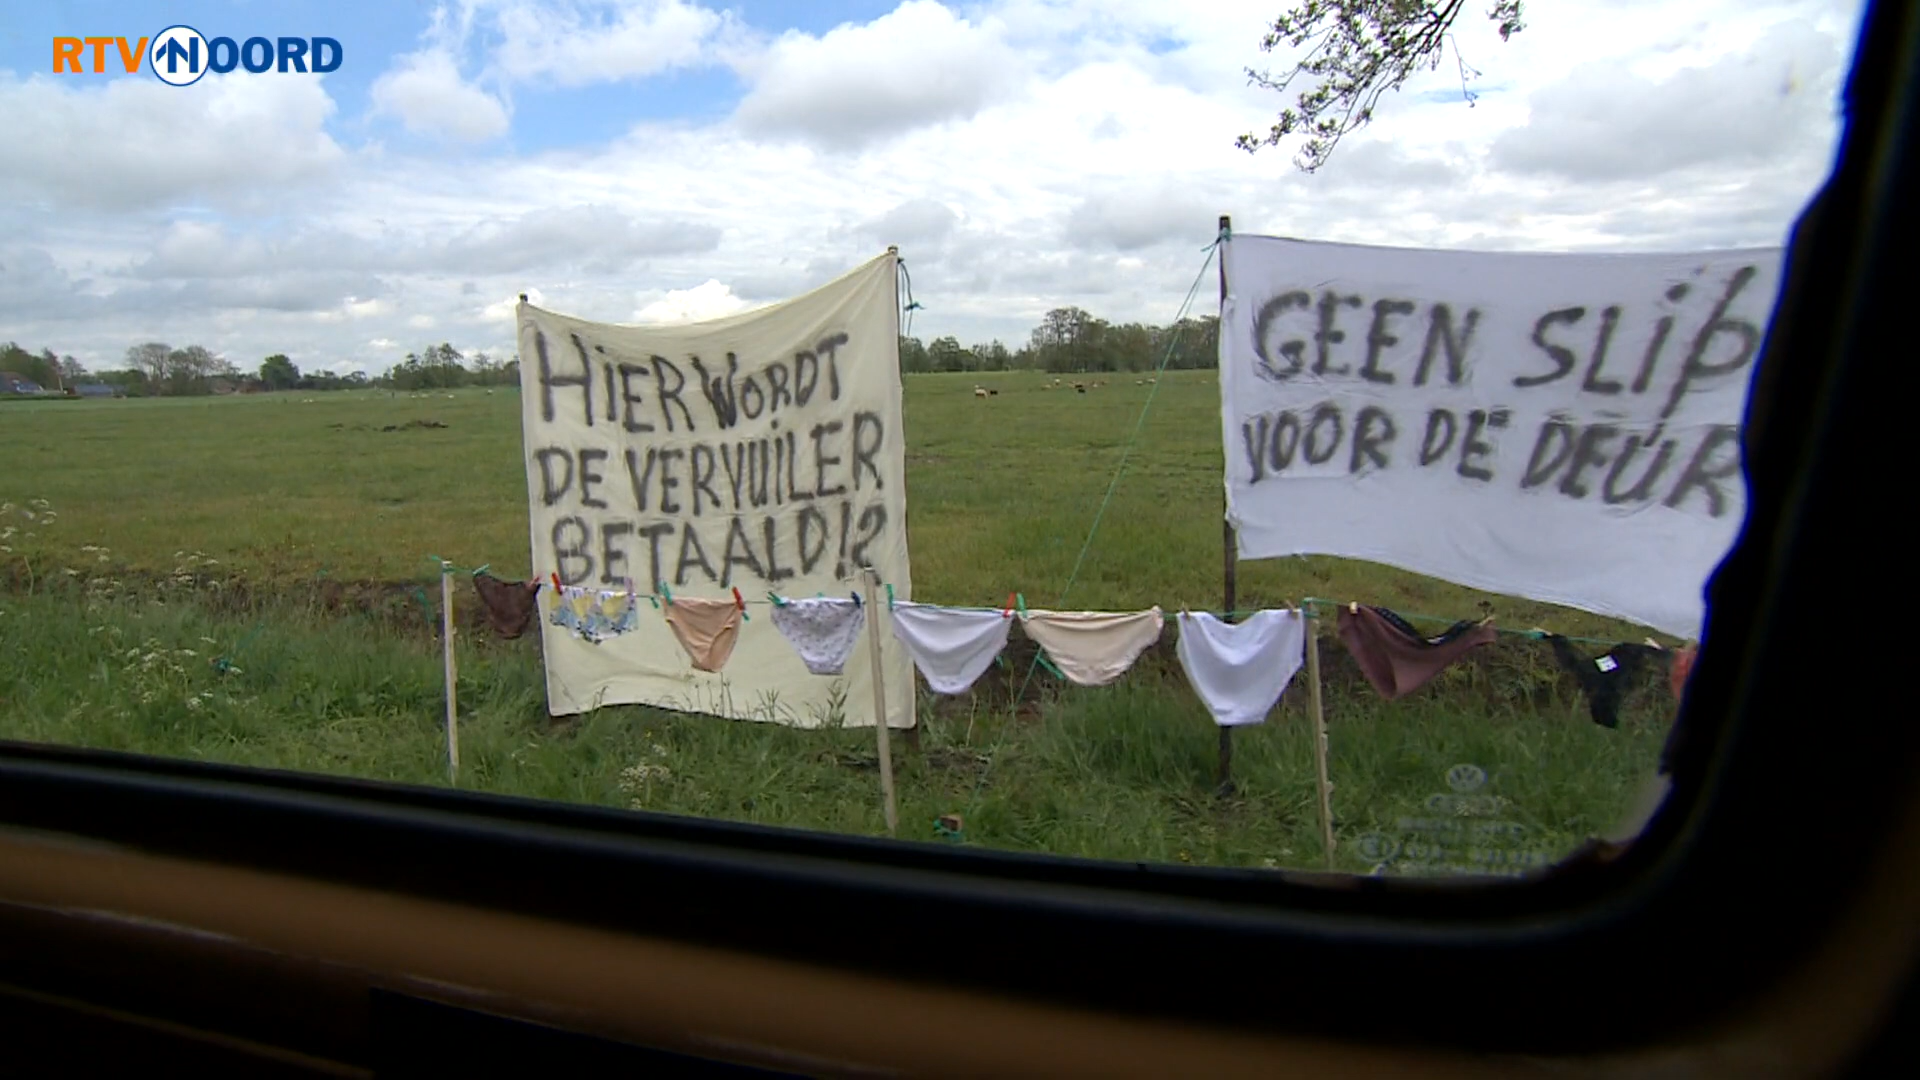 RTV NOORD
HiER WORDT
DE VERVUiLER
BETAALD!?
GEEN SLip
VOOR DE DEUR